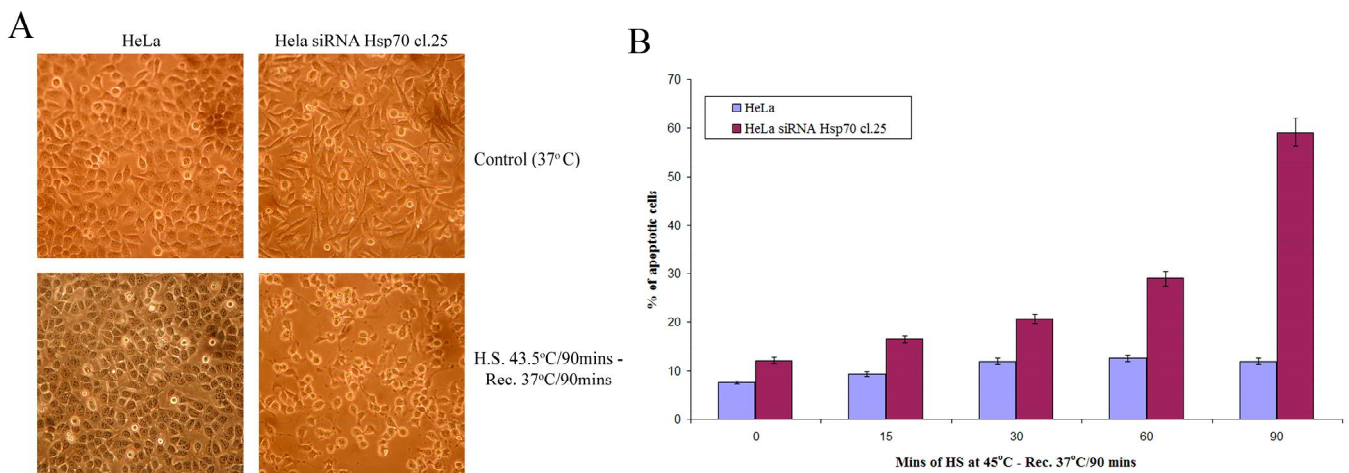 A
HeLa
Hela siRNA Hsp70 cl.25
Control (37° C)
H.S. 43.5°C/90mins -
Rec. 37°C/90mins
B
HeLa
HeLa siRNA Hsp70 cl.25
% of apoptotic cells
70
60
50
40
30
20
10
0
0 15 30 60 90
Mins of HS at 45°C - Rec. 37°C/90 mins